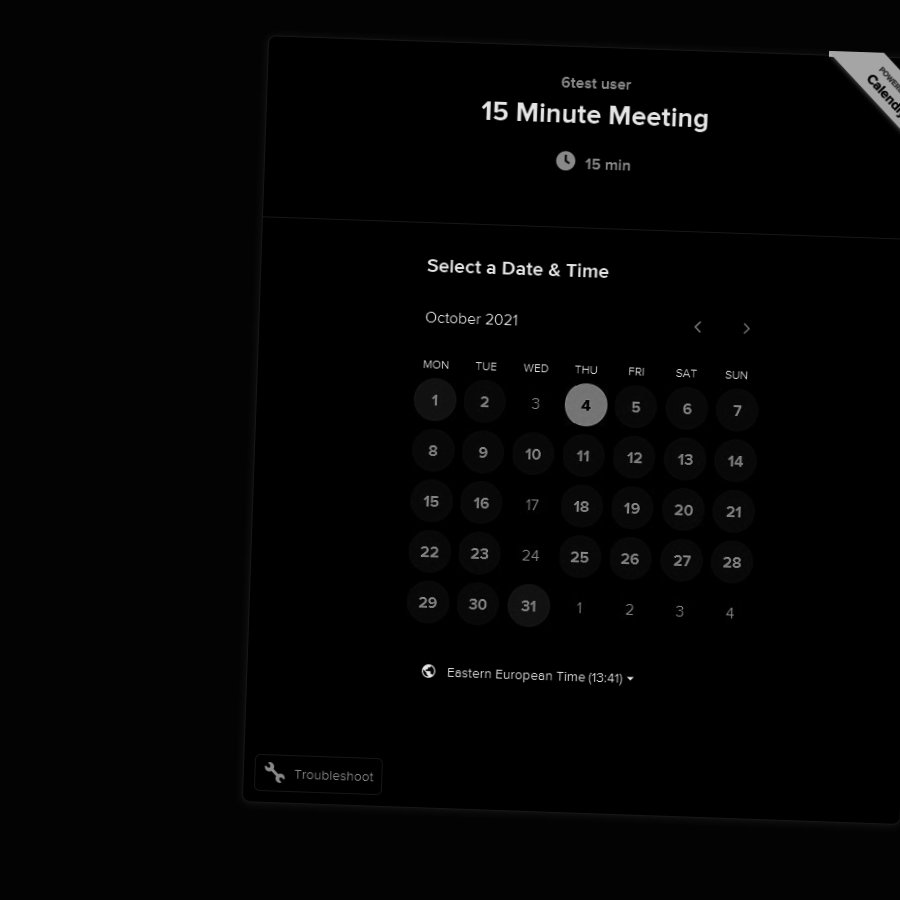 6test user
15 Minute Meeting
15 min
Select a Date & Time
October 2021
MON TUE WED THU FRI SAT SUN
1 2 3 4 5 6 7
8 9 10 11 12 13 14
15 16 17 18 19 20 21
22 23 24 25 26 27 28
29 30 31 1 2 3 4
Eastern European Time (13:41)
Troubleshoot